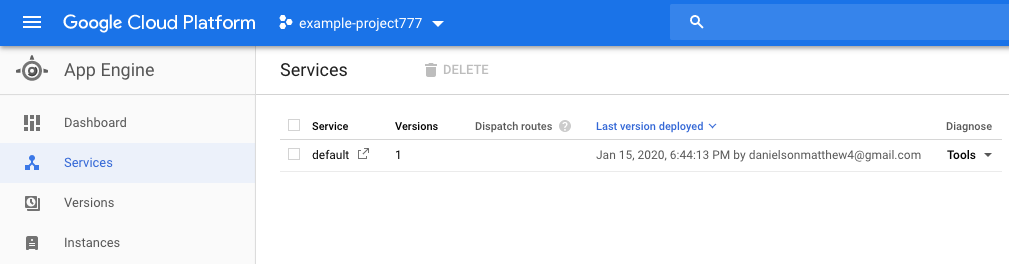 Google Cloud Platform example-project777
App Engine
Services DELETE
Dashboard
Services
Versions
Instances
Service Versions Dispatch routes ? Last version deployed Diagnose
default 1 Jan 15, 2020, 6:44:13 PM by danielsonmatthew4@gmail.com Tools